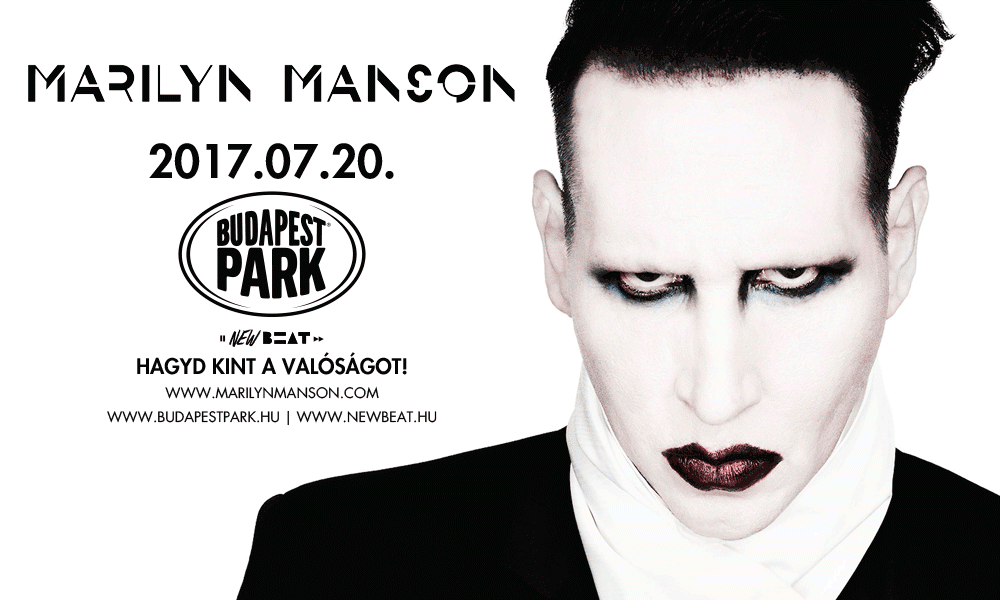 MARILYN MANSON
2017.07.20.
BUDAPEST®
PARK
NEW BEAT
HAGYD KINT A VALÓSÁGOT!
WWW.MARILYNMANSON.COM
WWW.BUDAPESTPARK.HU | WWW.NEWBEAT.HU